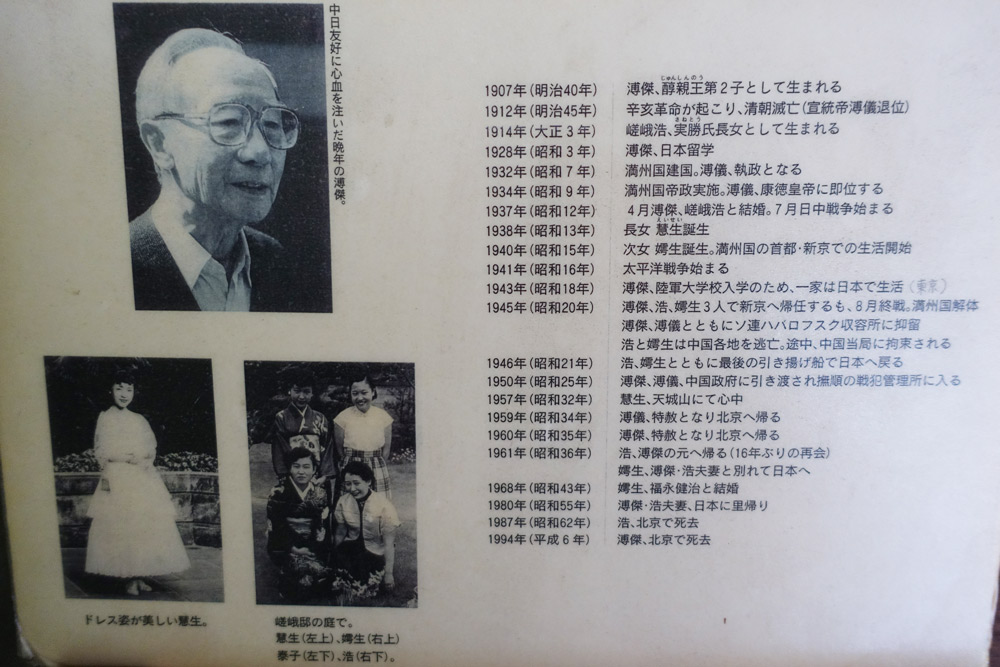 中日友好に心血を注いだ晩年の溥傑。
1907年(明治40年) 溥傑、醇親王第2子として生まれる
じゅんしんのう
1912年(明治45年) 辛亥革命が起こり、清朝滅亡(宣統帝溥儀退位)
1914年(大正3年) 嵯峨浩、実勝氏長女として生まれる
さねとう
1928年(昭和3年) 溥傑、日本留学
1932年(昭和7年) 満州国建国。溥儀、執政となる
1934年(昭和9年) 満州国帝政実施。溥儀、康徳皇帝に即位する
1937年(昭和12年) 4月溥傑、嵯峨浩と結婚。7月日中戦争始まる
1938年(昭和13年) 長女 慧生誕生
えいせい
1940年(昭和15年) 次女 嫮生誕生。満州国の首都・新京での生活開始
1941年(昭和16年) 太平洋戦争始まる
1943年(昭和18年) 溥傑、陸軍大学校入学のため、一家は日本で生活
1945年(昭和20年) 溥傑、浩、嫮生3人で新京へ帰任するも、8月終戦。満州国解体
溥傑、溥儀とともにソ連ハバロフスク収容所に抑留
浩と嫮生は中国各地を逃亡。途中、中国当局に拘束される
1946年(昭和21年) 浩、嫮生とともに最後の引き揚げ船で日本へ戻る
1950年(昭和25年) 溥傑、溥儀、中国政府に引き渡され撫順の戦犯管理所に入る
1957年(昭和32年) 慧生、天城山にて心中
1959年(昭和34年) 溥儀、特赦となり北京へ帰る
1960年(昭和35年) 溥傑、特赦となり北京へ帰る
1961年(昭和36年) 浩、溥傑の元へ帰る(16年ぶりの再会)
嫮生、溥傑・浩夫妻と別れて日本へ
1968年(昭和43年) 嫮生、福永健治と結婚
1980年(昭和55年) 溥傑・浩夫妻、日本に里帰り
1987年(昭和62年) 浩、北京で死去
1994年(平成6年) 溥傑、北京で死去
ドレス姿が美しい慧生。
嵯峨邸の庭で。
慧生(左上)、嫮生(右上)
泰子(左下)、浩(右下)。